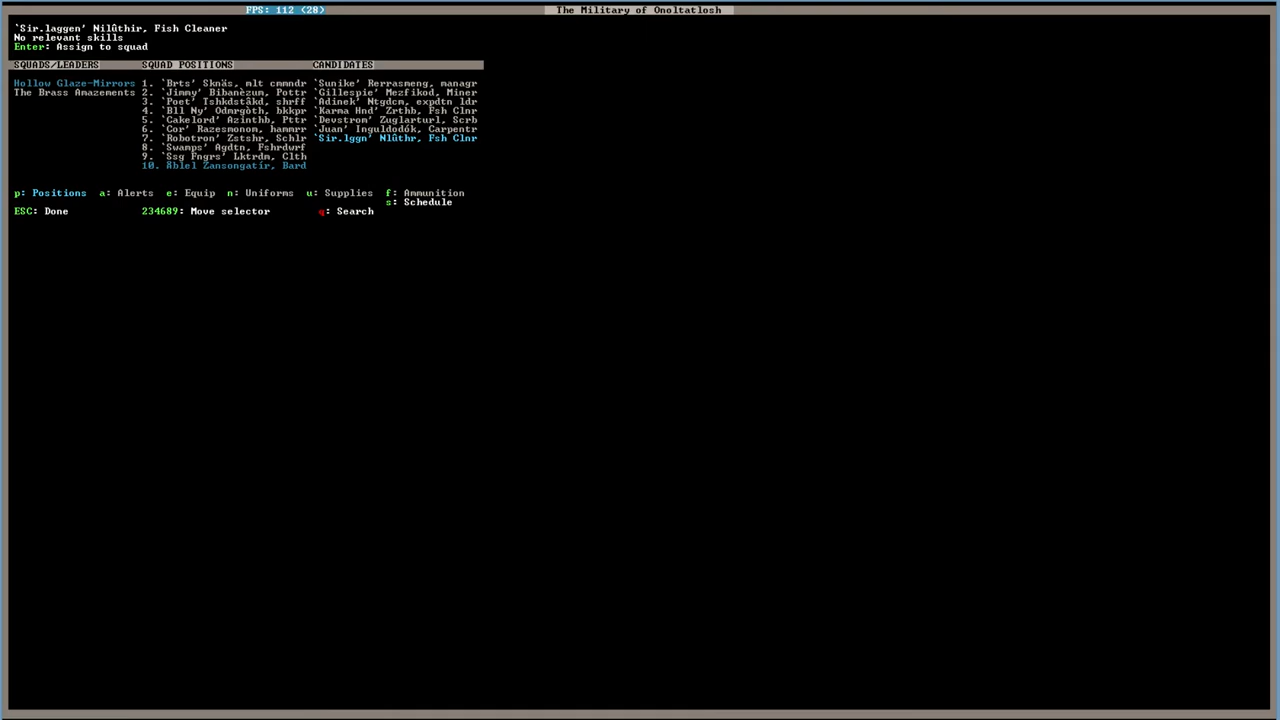 FPS: 112 (28)
The Military of Onoltatlosh
`Sir.laggen' Nilûthir, Fish Cleaner
No relevant skills
Enter: Assign to squad
SQUADS/LEADERS SQUAD POSITIONS CANDIDATES
Hollow Glaze-Mirrors 1. `Brts' Sknäs, mlt cmmndr `Sunike' Rerrasmeng, managr
The Brass Amazements 2. `Jimmy' Bibanèzum, Pottr `Gillespie' Mezfikod, Miner
3. `Poet' Ishkdstâkd, shrff `Adinek' Ntgdcm, expdtn ldr
4. `Bll Ny' Odmrgòth, bkkpr `Karma Hnd' Zrthb, Fsh Clnr
5. `Cakelord' Azinthb, Pttr `Devstrom' Zuglarturl, Scrb
6. `Cor' Razesmonom, hammrr `Juan' Inguldodók, Carpentr
7. `Robotron' Zstshr, Schlr `Sir.lggn' Nlûthr, Fsh Clnr
8. `Swamps' Agdtn, Fshrdwrf
9. `Ssg Fngrs' Lktrdm, Clth
10. Äblel Zansongatír, Bard
p: Positions a: Alerts e: Equip n: Uniforms u: Supplies f: Ammunition
s: Schedule
ESC: Done 234689: Move selector q: Search